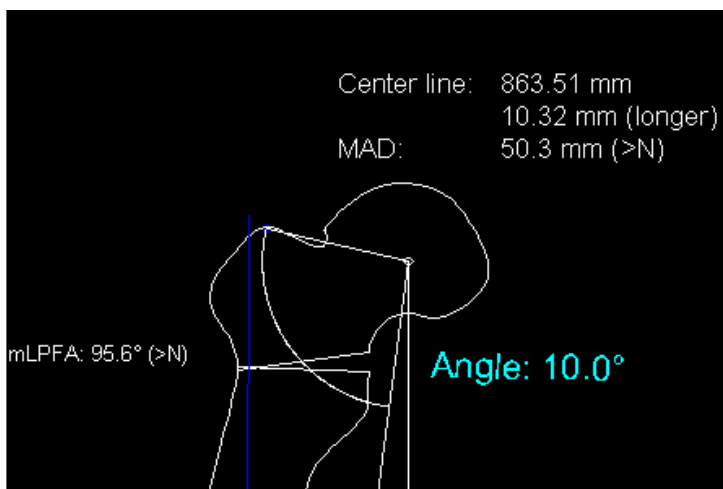 Center line: 863.51 mm
10.32 mm (longer)
MAD: 50.3 mm (>N)
mLPFA: 95.6° (>N)
Angle: 10.0°